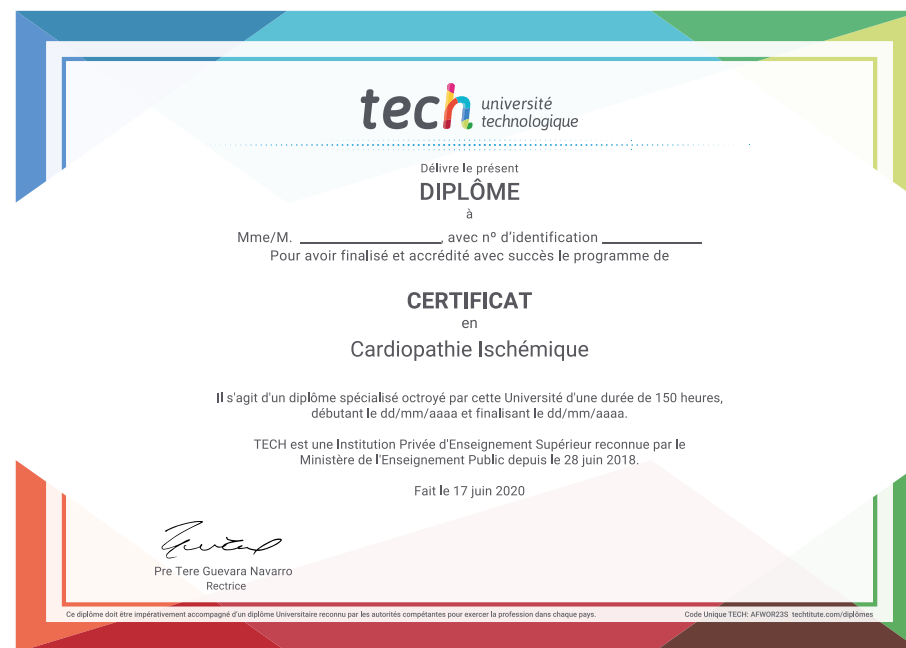 tech université
technologique
Délivre le présent
DIPLÔME
à
Mme/M. ____________________, avec nº d'identification ______________
Pour avoir finalisé et accrédité avec succès le programme de
CERTIFICAT
en
Cardiopathie Ischémique
Il s'agit d'un diplôme spécialisé octroyé par cette Université d'une durée de 150 heures,
débutant le dd/mm/aaaa et finalisant le dd/mm/aaaa.
TECH est une Institution Privée d'Enseignement Supérieur reconnue par le
Ministère de l'Enseignement Public depuis le 28 juin 2018.
Fait le 17 juin 2020
Pre Tere Guevara Navarro
Rectrice
Ce diplôme doit être impérativement accompagné d'un diplôme Universitaire reconnu par les autorités compétentes pour exercer la profession dans chaque pays. Code Unique TECH: AFWOR23S techtitute.com/diplômes